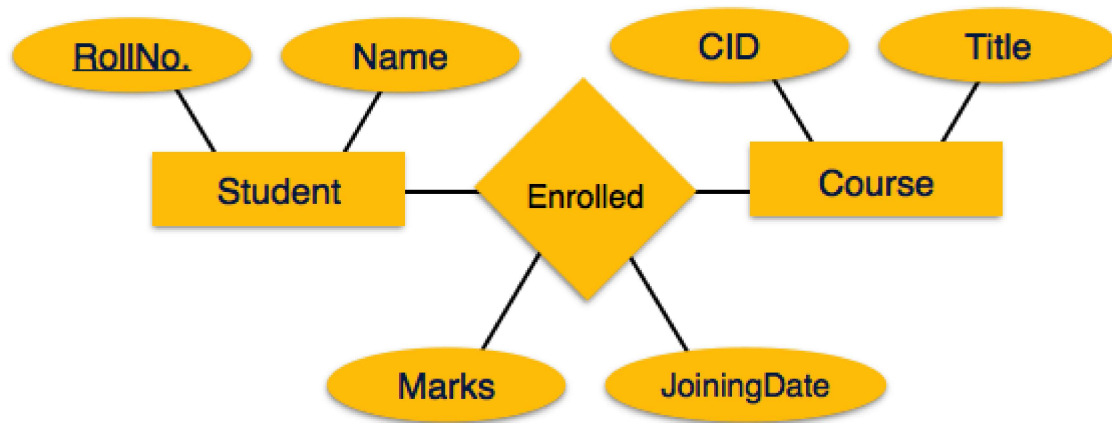 RollNo.
Name
CID
Title
Student
Enrolled
Course
Marks
JoiningDate